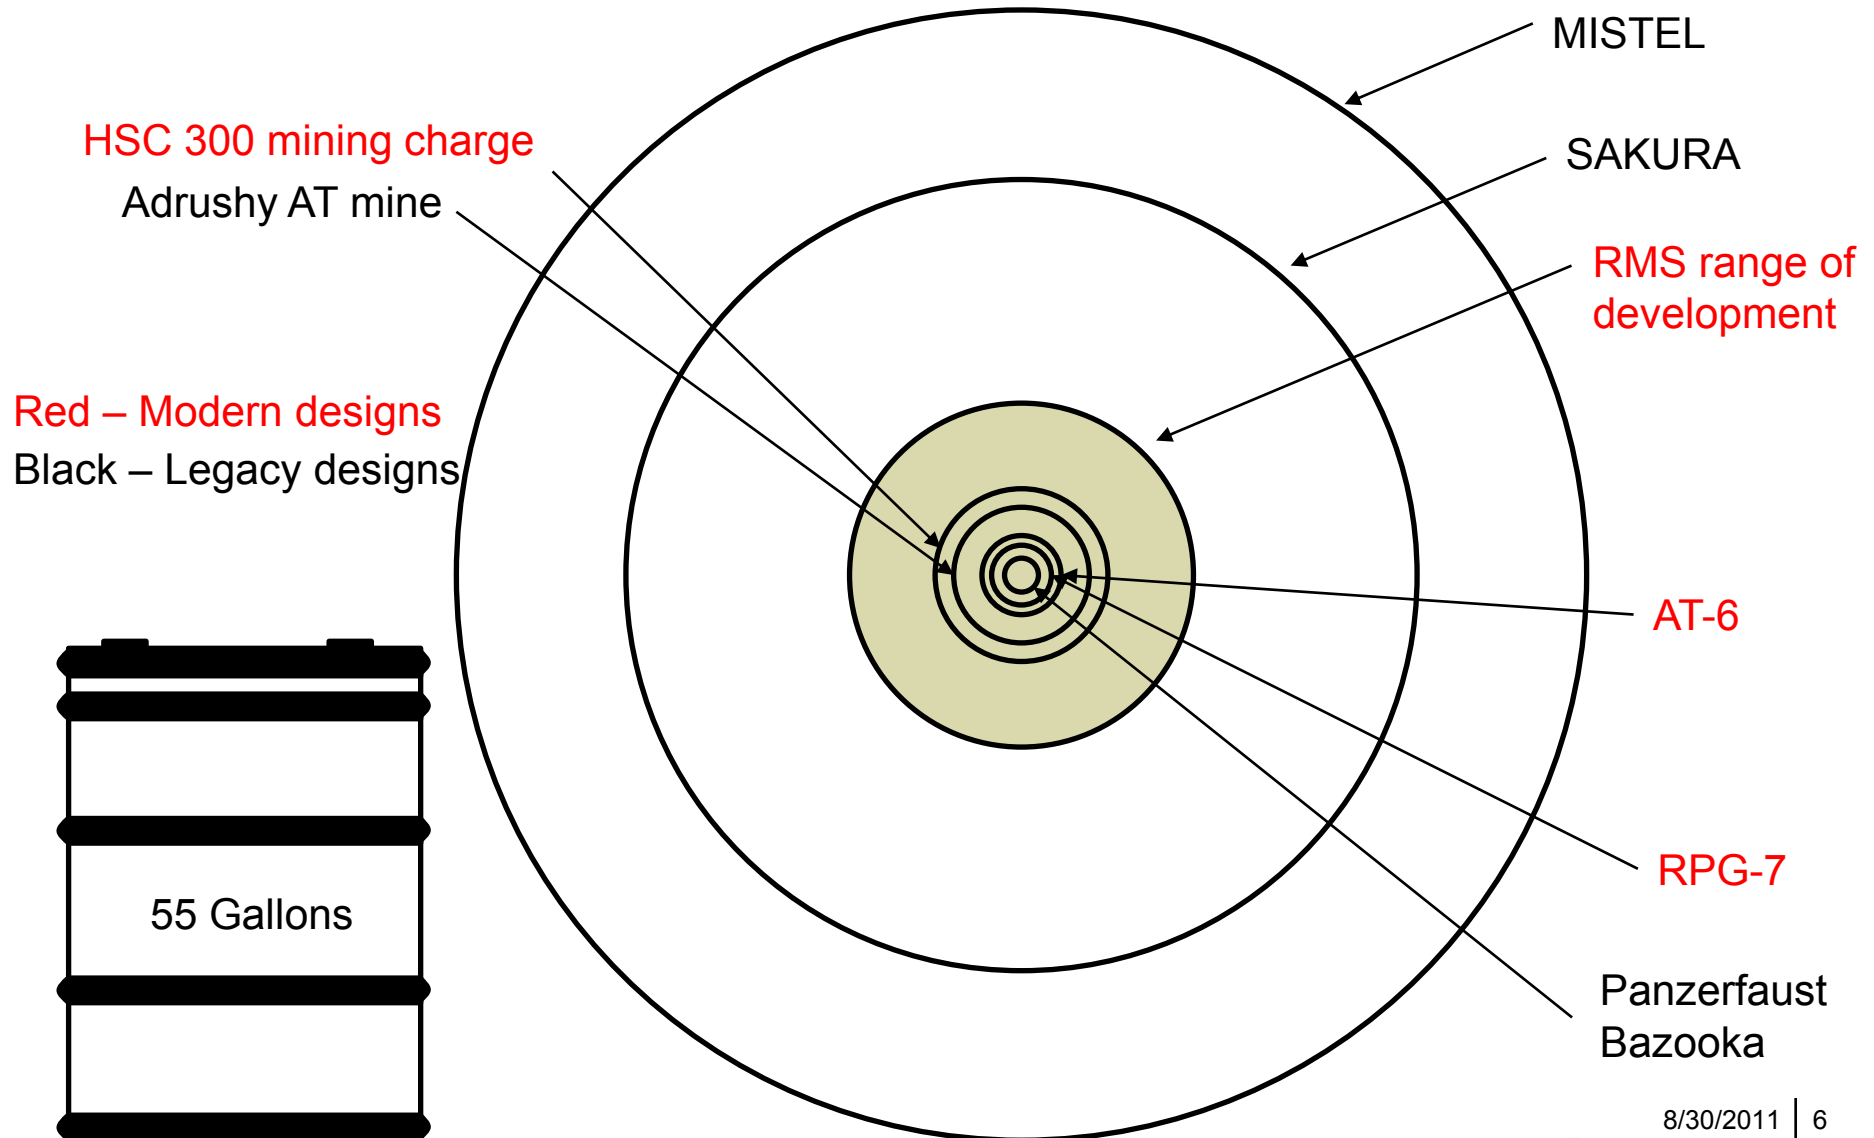 MISTEL
HSC 300 mining charge
SAKURA
Adrushy AT mine
RMS range of
development
Red – Modern designs
Black – Legacy designs
AT-6
RPG-7
55 Gallons
Panzerfaust
Bazooka
8/30/2011 | 6